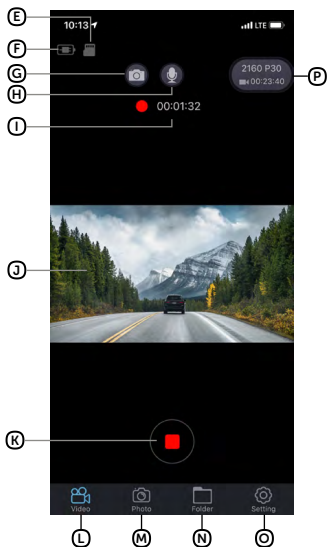 E
10:13 LTE
F
G
H
2160 P30
00:23:40
P
I
00:01:32
J
K
Video Photo Folder Setting
L M N O